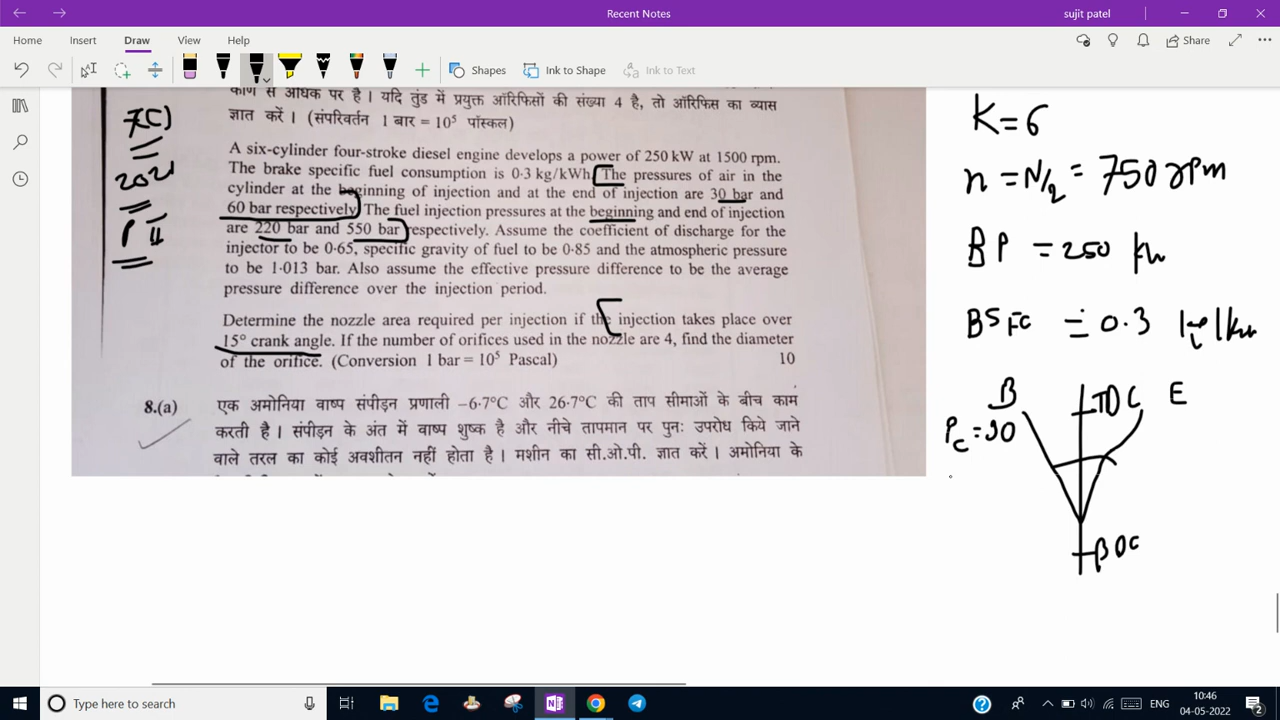 Recent Notes
sujit patel
Home Insert Draw View Help
Share
Shapes
Ink to Shape
Ink to Text
काण से अधिक पर है। यदि तुंड में प्रयुक्त ऑरिफिसों की संख्या 4 है, तो ऑरिफिस का व्यास
ज्ञात करें। (संपरिवर्तन 1 बार = 10⁵ पॉस्कल)
7(C)
2021
P II
A six-cylinder four-stroke diesel engine develops a power of 250 kW at 1500 rpm.
The brake specific fuel consumption is 0·3 kg/kWh. The pressures of air in the
cylinder at the beginning of injection and at the end of injection are 30 bar and
60 bar respectively. The fuel injection pressures at the beginning and end of injection
are 220 bar and 550 bar respectively. Assume the coefficient of discharge for the
injector to be 0·65, specific gravity of fuel to be 0·85 and the atmospheric pressure
to be 1·013 bar. Also assume the effective pressure difference to be the average
pressure difference over the injection period.
Determine the nozzle area required per injection if the injection takes place over
15° crank angle. If the number of orifices used in the nozzle are 4, find the diameter
of the orifice. (Conversion 1 bar = 10⁵ Pascal) 10
8.(a) एक अमोनिया वाष्प संपीड़न प्रणाली –6·7°C और 26·7°C की ताप सीमाओं के बीच काम
करती है। संपीड़न के अंत में वाष्प शुष्क है और नीचे तापमान पर पुनः उपरोध किये जाने
वाले तरल का कोई अवशीतन नहीं होता है। मशीन का सी.ओ.पी. ज्ञात करें। अमोनिया के
K = 6
n = N/2 = 750 rpm
BP = 250 kw
BSFC = 0.3
B TDC E
Pc = 30
BDC
Type here to search
ENG
10:46
04-05-2022
2